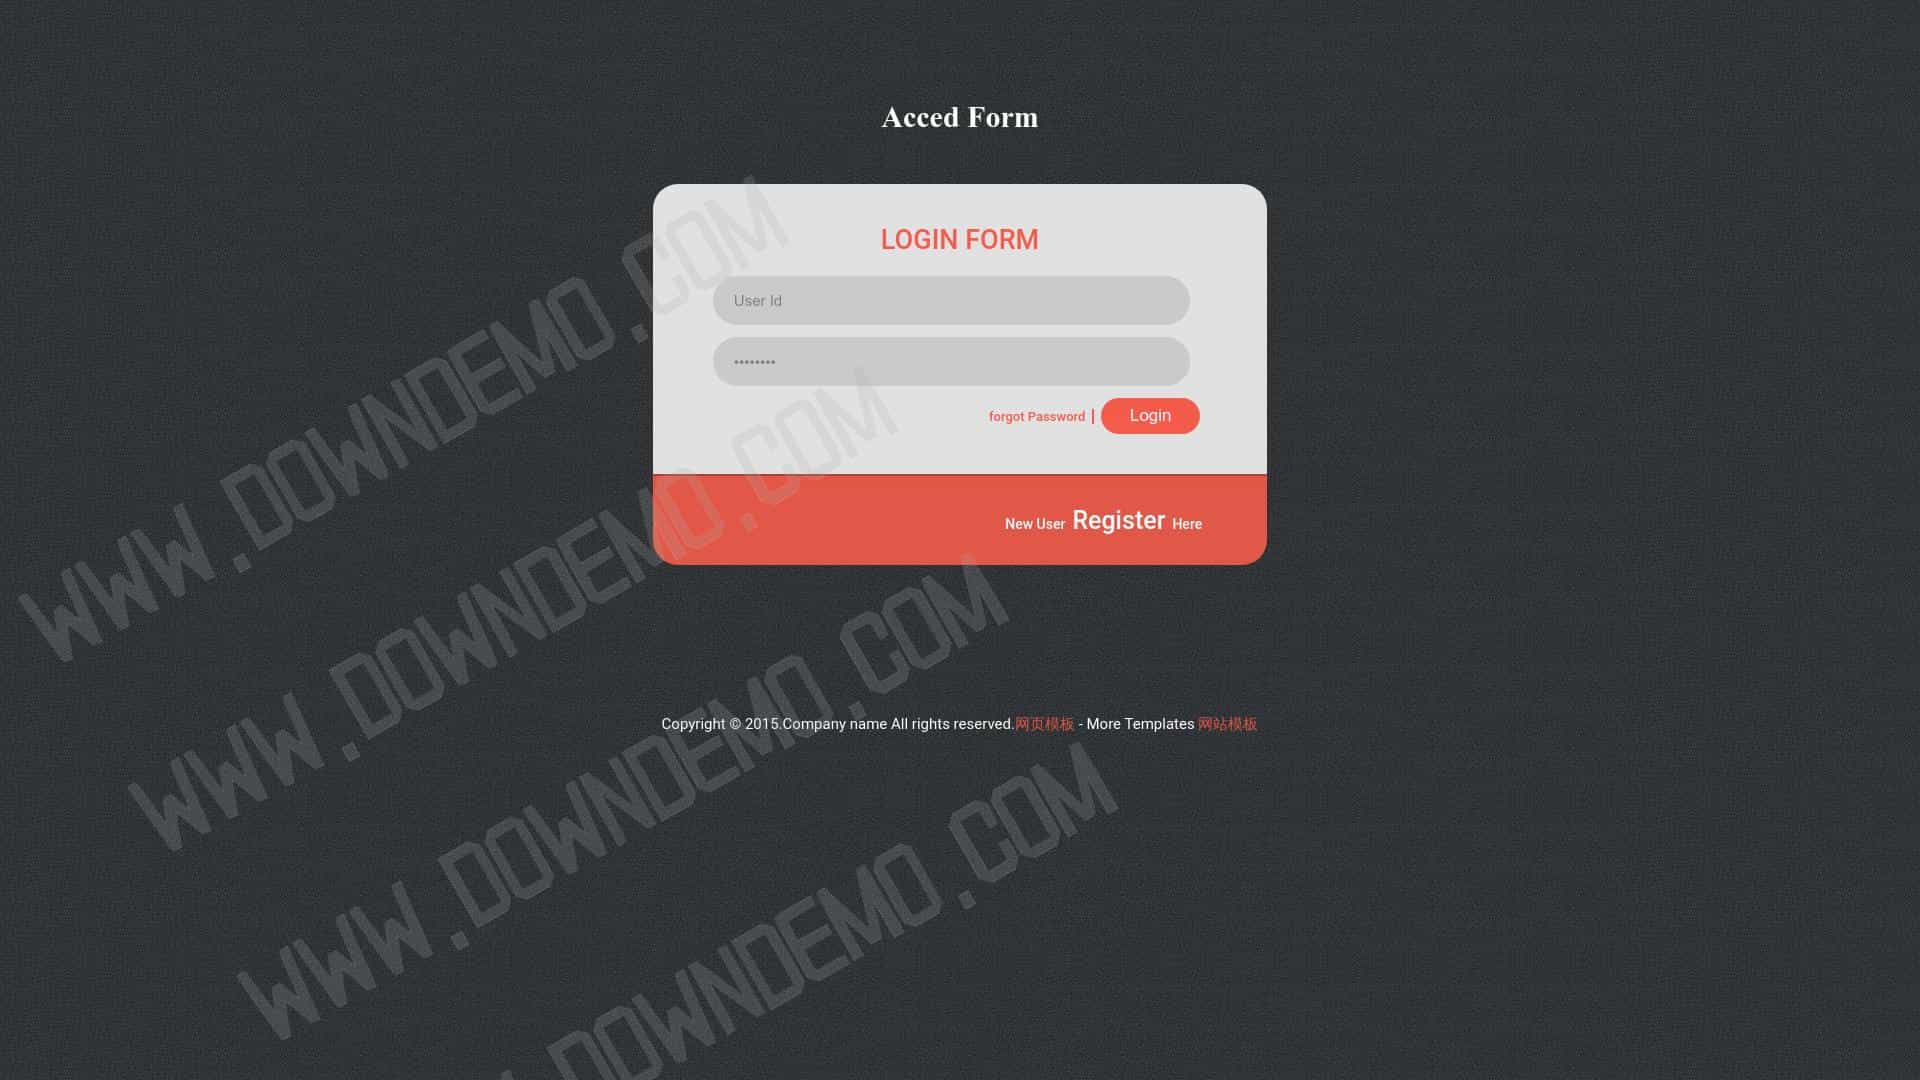 Acced Form
LOGIN FORM
User Id
••••••••
forgot Password
Login
New User Register Here
Copyright © 2015.Company name All rights reserved.网页模板 - More Templates 网站模板
WWW.DOWNDEMO.COM
WWW.DOWNDEMO.COM
WWW.DOWNDEMO.COM
DOWNDEMO.COM